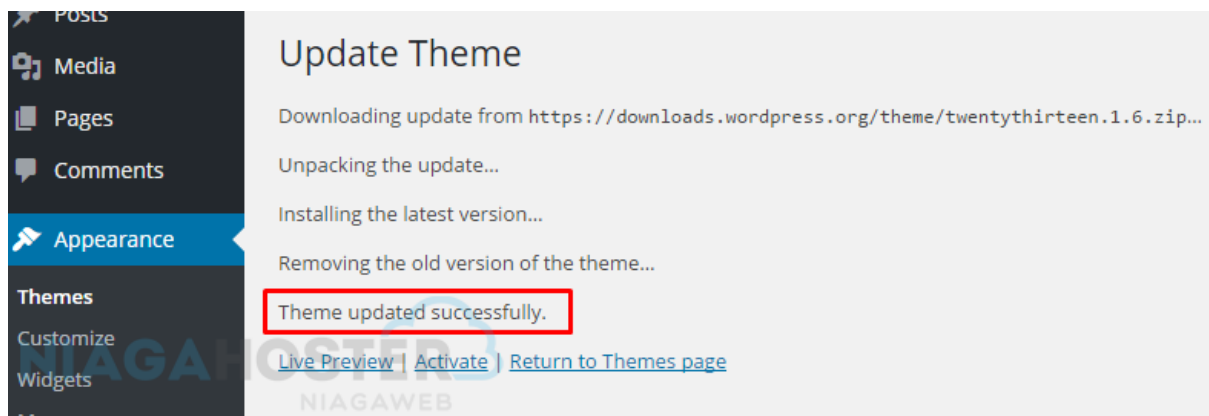 Posts
Media
Pages
Comments
Appearance
Themes
Customize
Widgets
Update Theme
Downloading update from https://downloads.wordpress.org/theme/twentythirteen.1.6.zip...
Unpacking the update...
Installing the latest version...
Removing the old version of the theme...
Theme updated successfully.
Live Preview | Activate | Return to Themes page
NIAGAHOSTER
NIAGAWEB